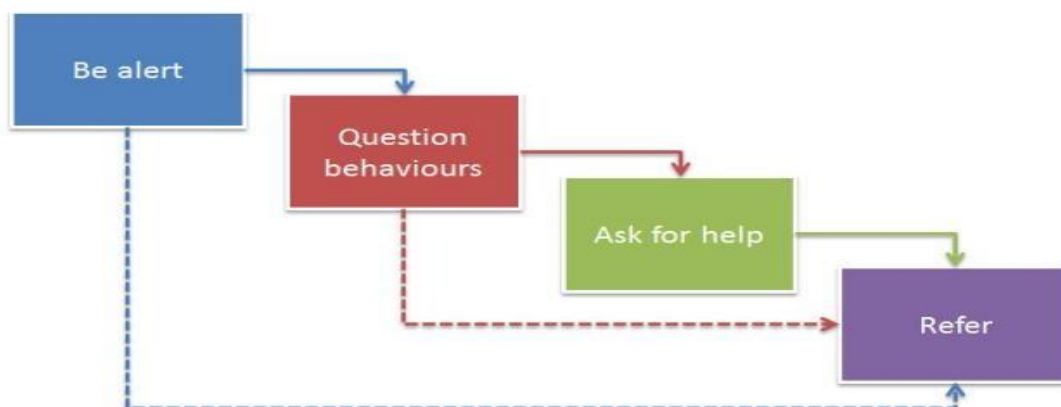 Be alert
Question
behaviours
Ask for help
Refer